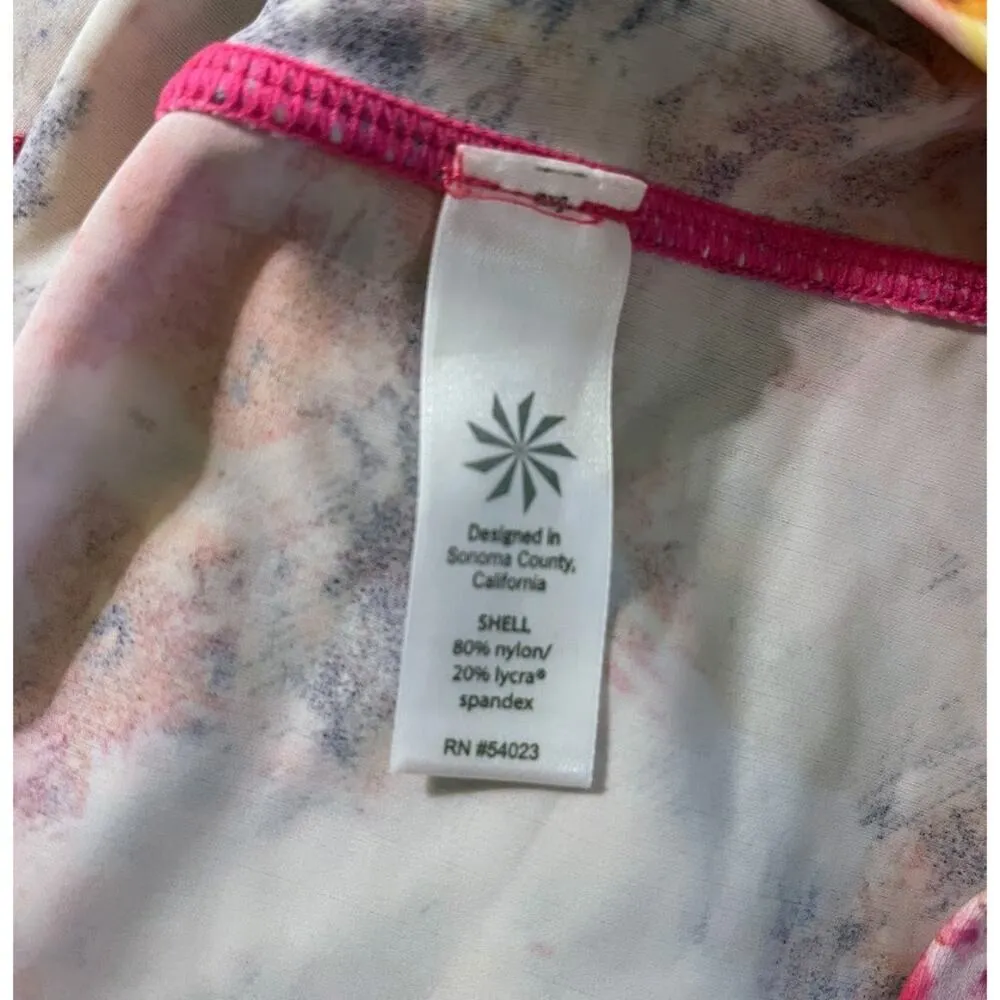 Designed in
Sonoma County,
California
SHELL
80% nylon/
20% lycra®
spandex
RN #54023